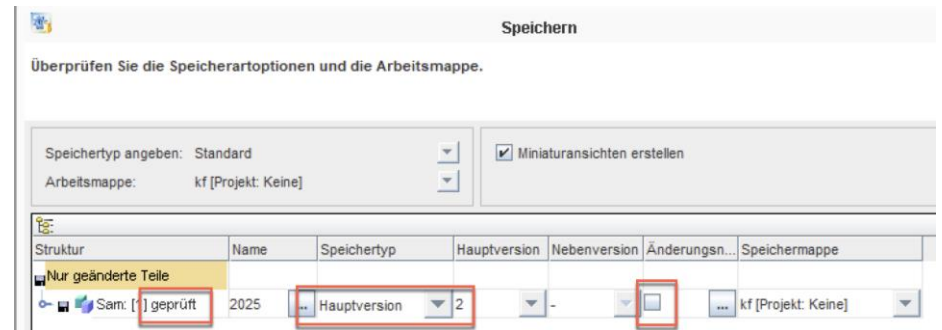 Speichern
Überprüfen Sie die Speicherartoptionen und die Arbeitsmappe.
Speichertyp angeben: Standard
Miniaturansichten erstellen
Arbeitsmappe: kf [Projekt: Keine]
Struktur Name Speichertyp Hauptversion Nebenversion Änderungsn... Speichermappe
Nur geänderte Teile
Sam: [1] geprüft 2025 ... Hauptversion 2 - ... kf [Projekt: Keine]